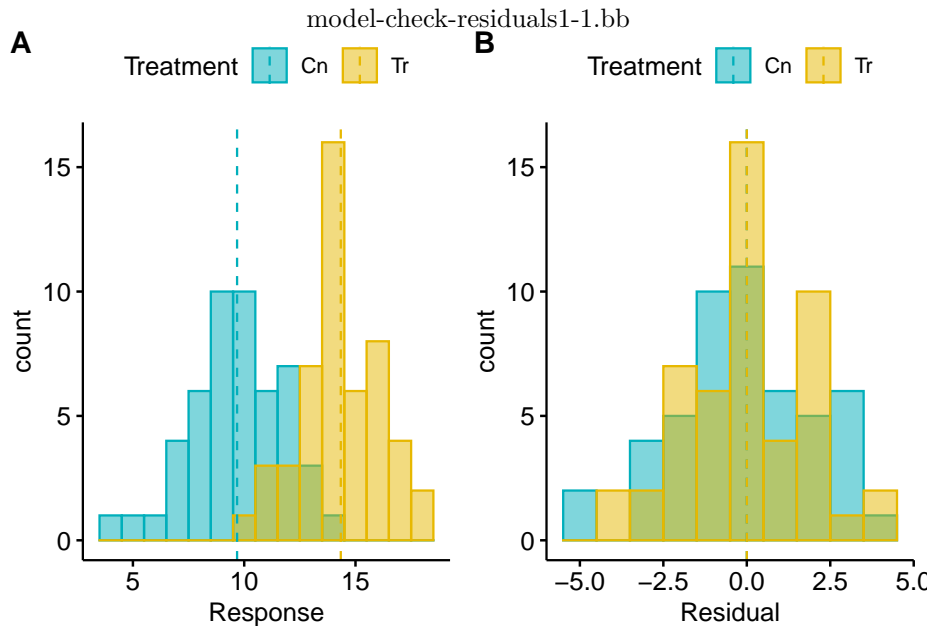 model-check-residuals1-1.bb
A
Treatment Cn Tr
count
15
10
5
0
5 10 15
Response
B
Treatment Cn Tr
count
15
10
5
0
−5.0 −2.5 0.0 2.5 5.0
Residual